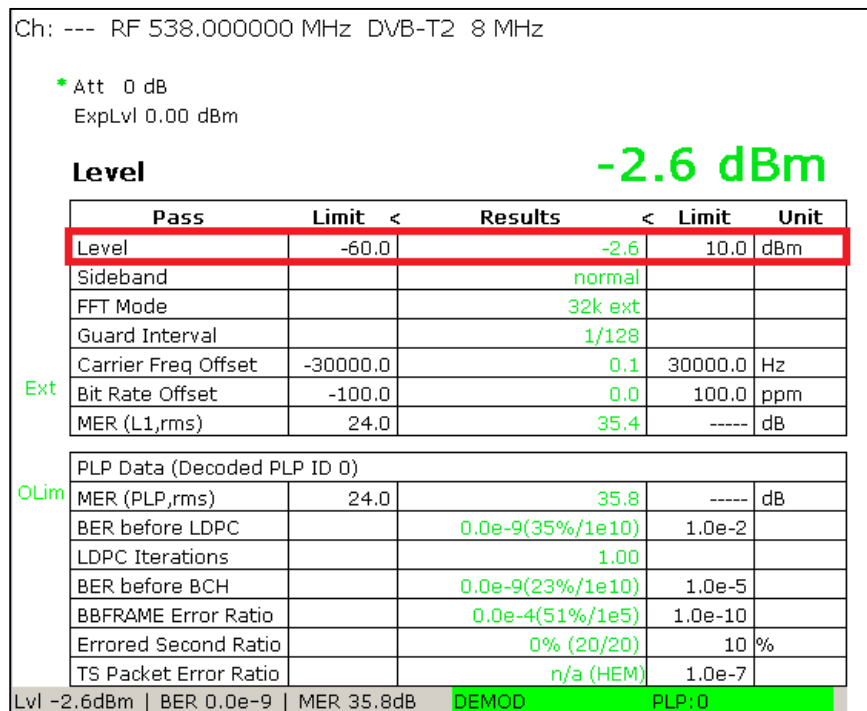 Ch: --- RF 538.000000 MHz DVB-T2 8 MHz
* Att 0 dB
ExpLvl 0.00 dBm
Level -2.6 dBm
Pass Limit < Results < Limit Unit
Level -60.0 -2.6 10.0 dBm
Sideband normal
FFT Mode 32k ext
Guard Interval 1/128
Carrier Freq Offset -30000.0 0.1 30000.0 Hz
Ext
Bit Rate Offset -100.0 0.0 100.0 ppm
MER (L1,rms) 24.0 35.4 ----- dB
PLP Data (Decoded PLP ID 0)
OLim
MER (PLP,rms) 24.0 35.8 ----- dB
BER before LDPC 0.0e-9(35%/1e10) 1.0e-2
LDPC Iterations 1.00
BER before BCH 0.0e-9(23%/1e10) 1.0e-5
BBFRAME Error Ratio 0.0e-4(51%/1e5) 1.0e-10
Errored Second Ratio 0% (20/20) 10 %
TS Packet Error Ratio n/a (HEM) 1.0e-7
Lvl -2.6dBm | BER 0.0e-9 | MER 35.8dB DEMOD PLP:0